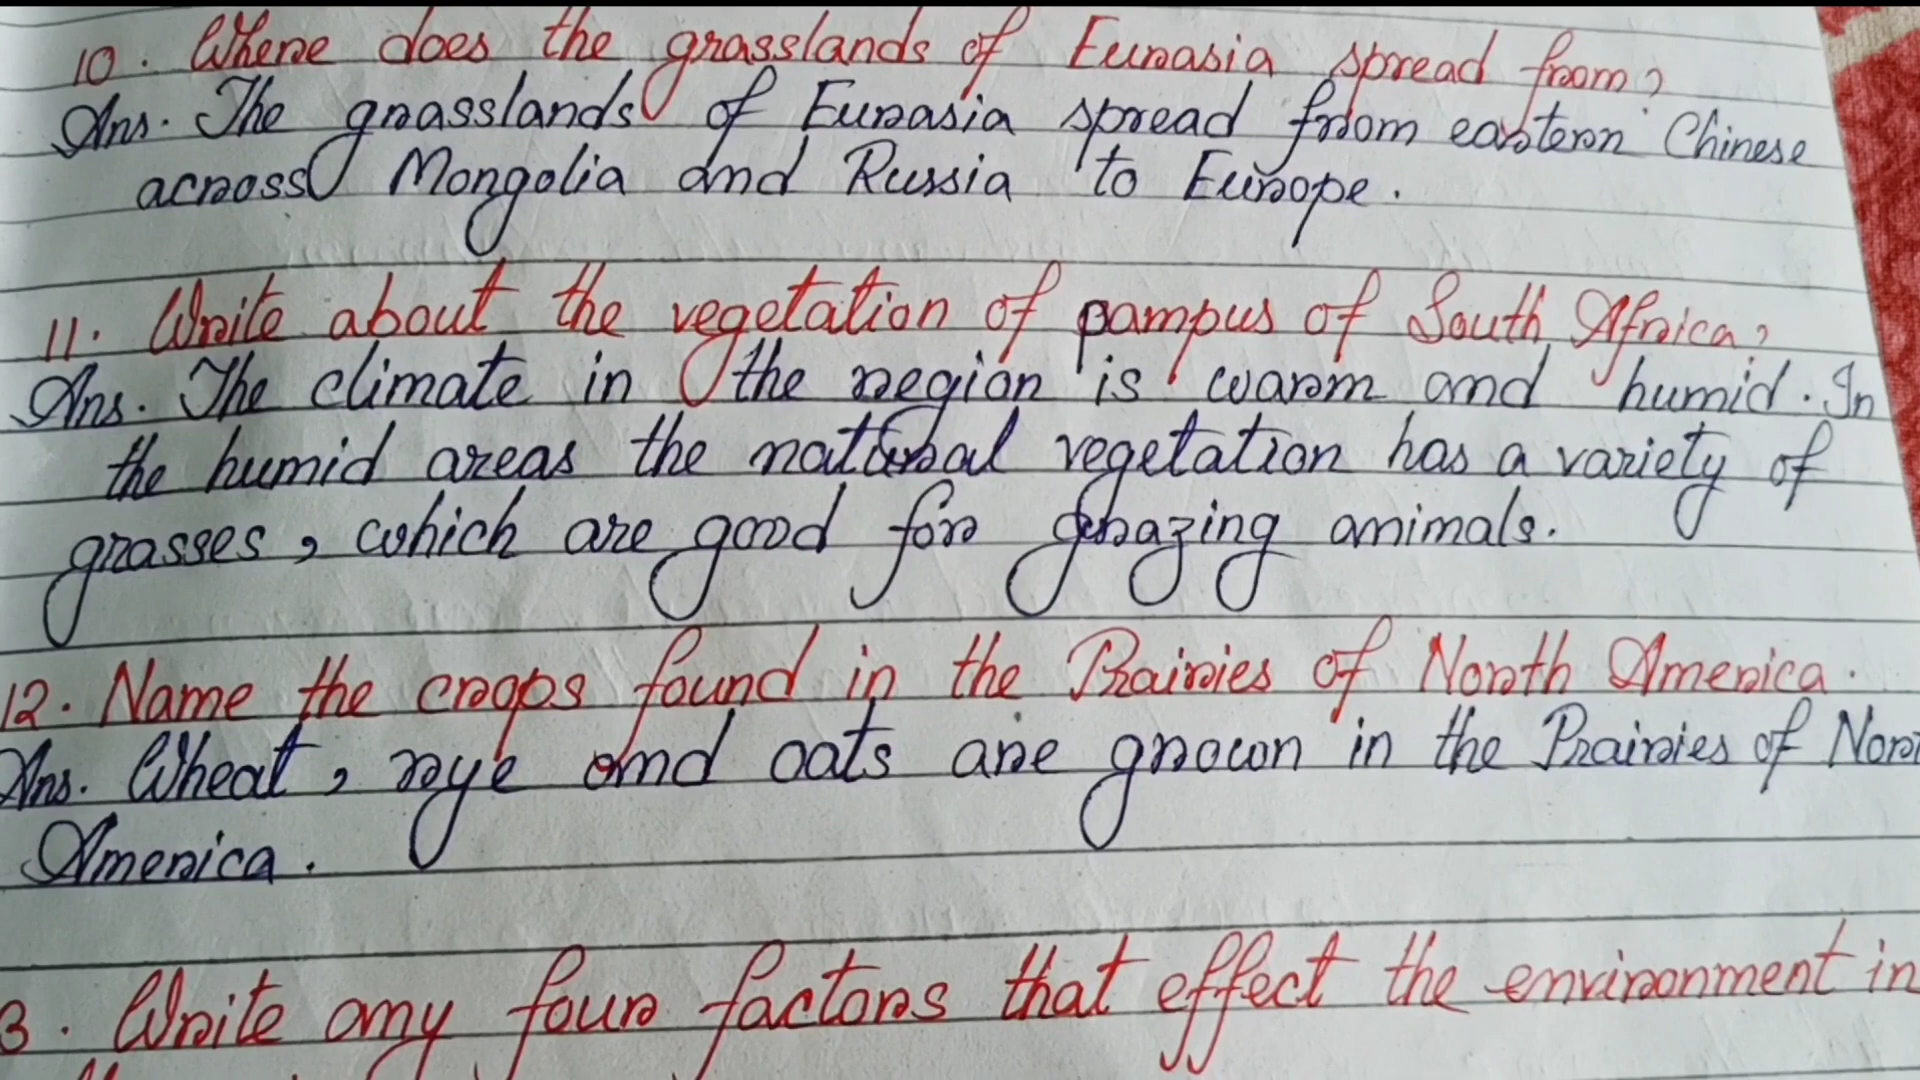 10. Where does the grasslands of Eurasia spread from?
Ans. The grasslands of Eurasia spread from eastern Chinese
across Mongolia and Russia to Europe.
11. Write about the vegetation of pampus of South Africa?
Ans. The climate in the region is warm and humid. In
the humid areas the natural vegetation has a variety of
grasses, which are good for grazing animals.
12. Name the crops found in the Prairies of North America.
Ans. Wheat, rye and oats are grown in the Prairies of Nor
America.
3. Write any four factors that effect the environment in